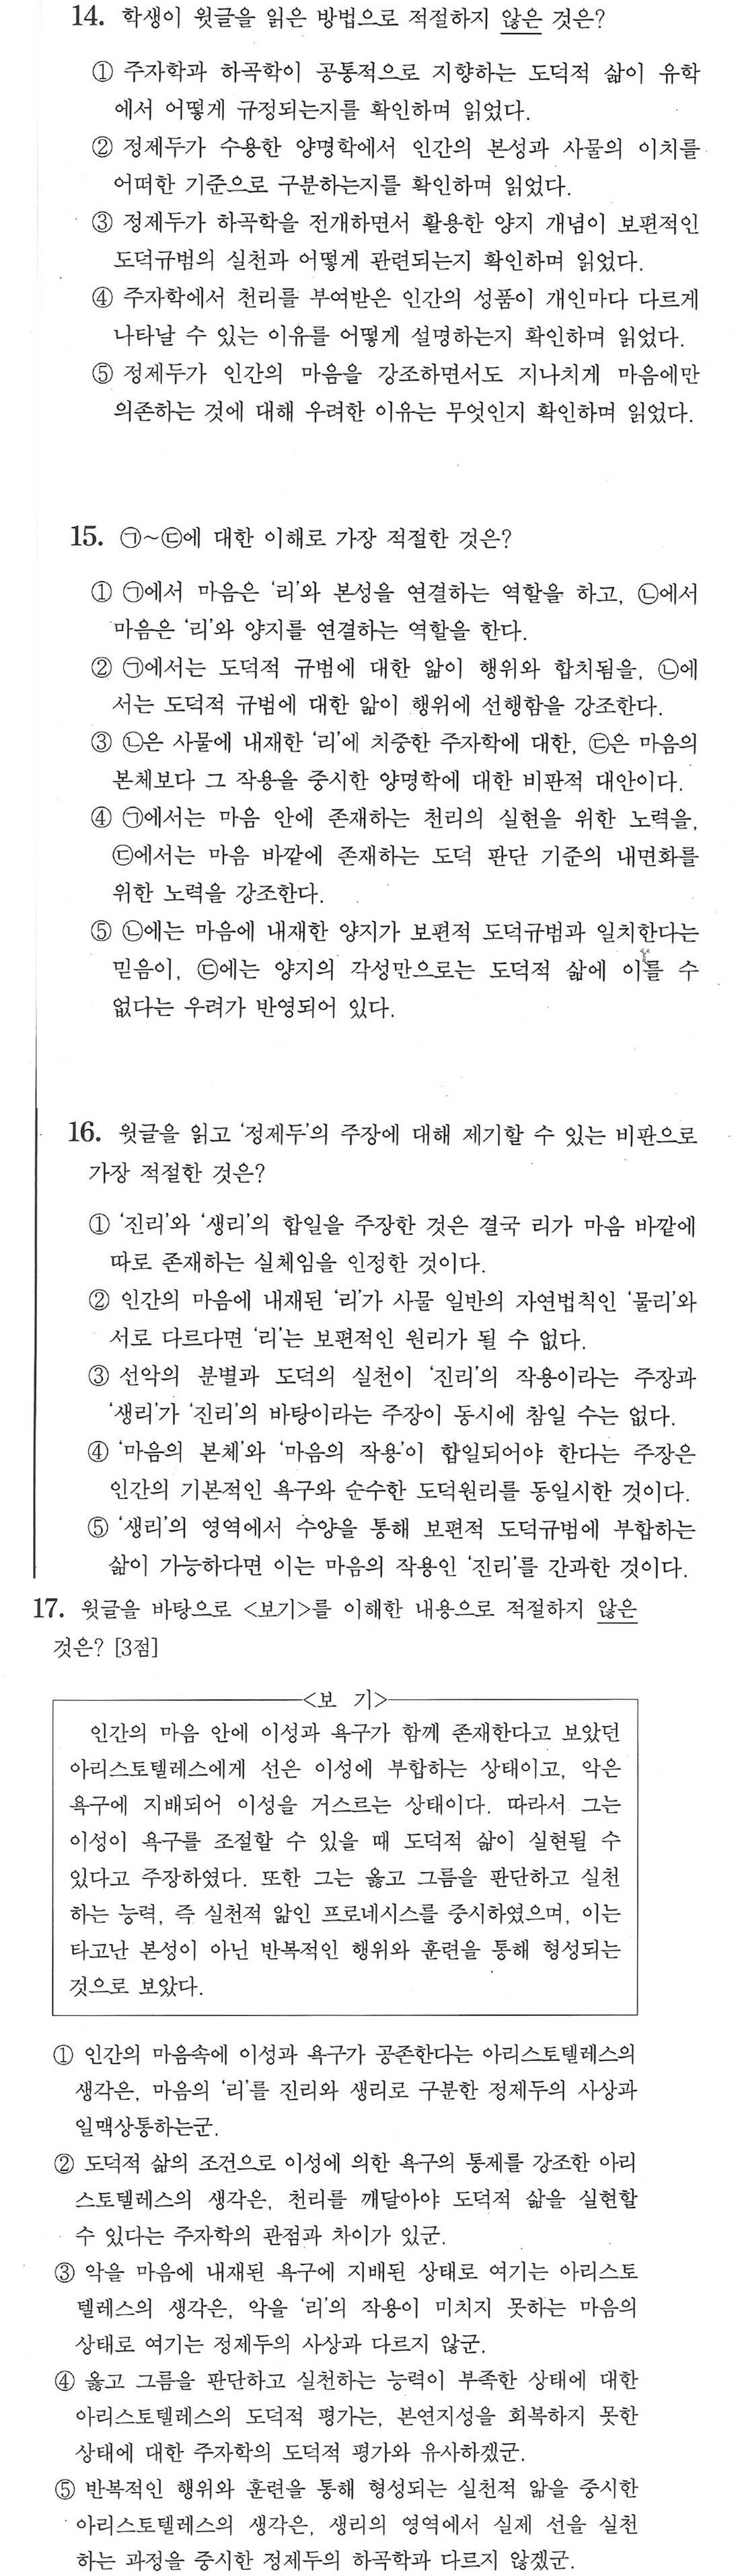 14. 학생이 윗글을 읽은 방법으로 적절하지 않은 것은?
① 주자학과 하곡학이 공통적으로 지향하는 도덕적 삶이 유학
에서 어떻게 규정되는지를 확인하며 읽었다.
② 정제두가 수용한 양명학에서 인간의 본성과 사물의 이치를
어떠한 기준으로 구분하는지를 확인하며 읽었다.
③ 정제두가 하곡학을 전개하면서 활용한 양지 개념이 보편적인
도덕규범의 실천과 어떻게 관련되는지 확인하며 읽었다.
④ 주자학에서 천리를 부여받은 인간의 성품이 개인마다 다르게
나타날 수 있는 이유를 어떻게 설명하는지 확인하며 읽었다.
⑤ 정제두가 인간의 마음을 강조하면서도 지나치게 마음에만
의존하는 것에 대해 우려한 이유는 무엇인지 확인하며 읽었다.
15. ㉠~㉢에 대한 이해로 가장 적절한 것은?
① ㉠에서 마음은 ‘리’와 본성을 연결하는 역할을 하고, ㉡에서
마음은 ‘리’와 양지를 연결하는 역할을 한다.
② ㉠에서는 도덕적 규범에 대한 앎이 행위와 합치됨을, ㉡에
서는 도덕적 규범에 대한 앎이 행위에 선행함을 강조한다.
③ ㉡은 사물에 내재한 ‘리’에 치중한 주자학에 대한, ㉢은 마음의
본체보다 그 작용을 중시한 양명학에 대한 비판적 대안이다.
④ ㉠에서는 마음 안에 존재하는 천리의 실현을 위한 노력을,
㉢에서는 마음 바깥에 존재하는 도덕 판단 기준의 내면화를
위한 노력을 강조한다.
⑤ ㉡에는 마음에 내재한 양지가 보편적 도덕규범과 일치한다는
믿음이, ㉢에는 양지의 각성만으로는 도덕적 삶에 이를 수
없다는 우려가 반영되어 있다.
16. 윗글을 읽고 ‘정제두’의 주장에 대해 제기할 수 있는 비판으로
가장 적절한 것은?
① ‘진리’와 ‘생리’의 합일을 주장한 것은 결국 리가 마음 바깥에
따로 존재하는 실체임을 인정한 것이다.
② 인간의 마음에 내재된 ‘리’가 사물 일반의 자연법칙인 ‘물리’와
서로 다르다면 ‘리’는 보편적인 원리가 될 수 없다.
③ 선악의 분별과 도덕의 실천이 ‘진리’의 작용이라는 주장과
‘생리’가 ‘진리’의 바탕이라는 주장이 동시에 참일 수는 없다.
④ ‘마음의 본체’와 ‘마음의 작용’이 합일되어야 한다는 주장은
인간의 기본적인 욕구와 순수한 도덕원리를 동일시한 것이다.
⑤ ‘생리’의 영역에서 수양을 통해 보편적 도덕규범에 부합하는
삶이 가능하다면 이는 마음의 작용인 ‘진리’를 간과한 것이다.
17. 윗글을 바탕으로 <보기>를 이해한 내용으로 적절하지 않은
것은? [3점]
<보 기>
인간의 마음 안에 이성과 욕구가 함께 존재한다고 보았던
아리스토텔레스에게 선은 이성에 부합하는 상태이고, 악은
욕구에 지배되어 이성을 거스르는 상태이다. 따라서 그는
이성이 욕구를 조절할 수 있을 때 도덕적 삶이 실현될 수
있다고 주장하였다. 또한 그는 옳고 그름을 판단하고 실천
하는 능력, 즉 실천적 앎인 프로네시스를 중시하였으며, 이는
타고난 본성이 아닌 반복적인 행위와 훈련을 통해 형성되는
것으로 보았다.
① 인간의 마음속에 이성과 욕구가 공존한다는 아리스토텔레스의
생각은, 마음의 ‘리’를 진리와 생리로 구분한 정제두의 사상과
일맥상통하는군.
② 도덕적 삶의 조건으로 이성에 의한 욕구의 통제를 강조한 아리
스토텔레스의 생각은, 천리를 깨달아야 도덕적 삶을 실현할
수 있다는 주자학의 관점과 차이가 있군.
③ 악을 마음에 내재된 욕구에 지배된 상태로 여기는 아리스토
텔레스의 생각은, 악을 ‘리’의 작용이 미치지 못하는 마음의
상태로 여기는 정제두의 사상과 다르지 않군.
④ 옳고 그름을 판단하고 실천하는 능력이 부족한 상태에 대한
아리스토텔레스의 도덕적 평가는, 본연지성을 회복하지 못한
상태에 대한 주자학의 도덕적 평가와 유사하겠군.
⑤ 반복적인 행위와 훈련을 통해 형성되는 실천적 앎을 중시한
아리스토텔레스의 생각은, 생리의 영역에서 실제 선을 실천
하는 과정을 중시한 정제두의 하곡학과 다르지 않겠군.